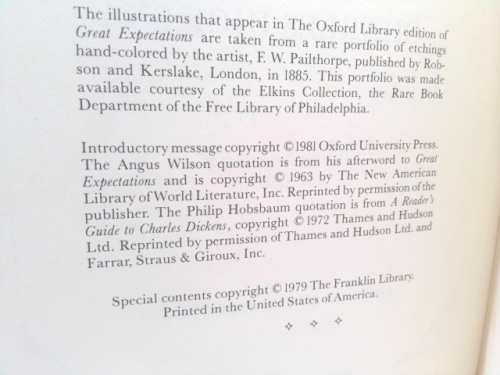 The illustrations that appear in The Oxford Library edition of
Great Expectations are taken from a rare portfolio of etchings
hand-colored by the artist, F. W. Pailthorpe, published by Rob-
son and Kerslake, London, in 1885. This portfolio was made
available courtesy of the Elkins Collection, the Rare Book
Department of the Free Library of Philadelphia.
Introductory message copyright ©1981 Oxford University Press.
The Angus Wilson quotation is from his afterword to Great
Expectations and is copyright © 1963 by The New American
Library of World Literature, Inc. Reprinted by permission of the
publisher. The Philip Hobsbaum quotation is from A Reader's
Guide to Charles Dickens, copyright © 1972 Thames and Hudson
Ltd. Reprinted by permission of Thames and Hudson Ltd. and
Farrar, Straus & Giroux, Inc.
Special contents copyright © 1979 The Franklin Library.
Printed in the United States of America.